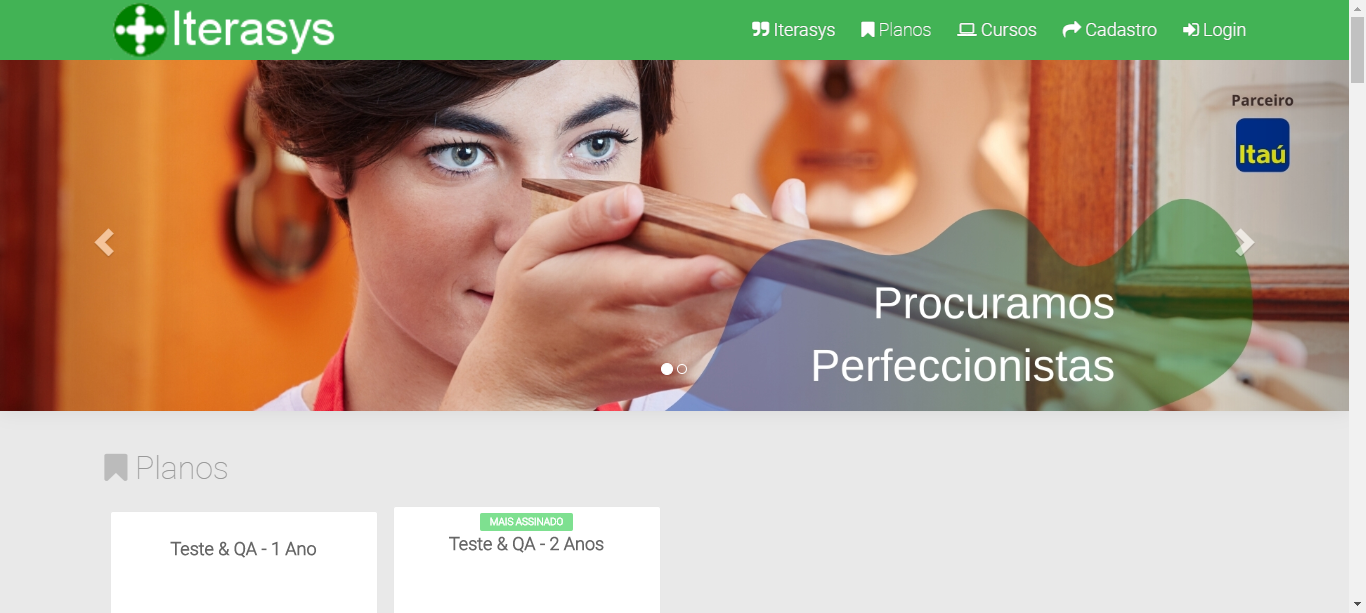 Iterasys
Iterasys
Planos
Cursos
Cadastro
Login
Parceiro
Itaú
Procuramos
Perfeccionistas
Planos
Teste & QA - 1 Ano
MAIS ASSINADO
Teste & QA - 2 Anos